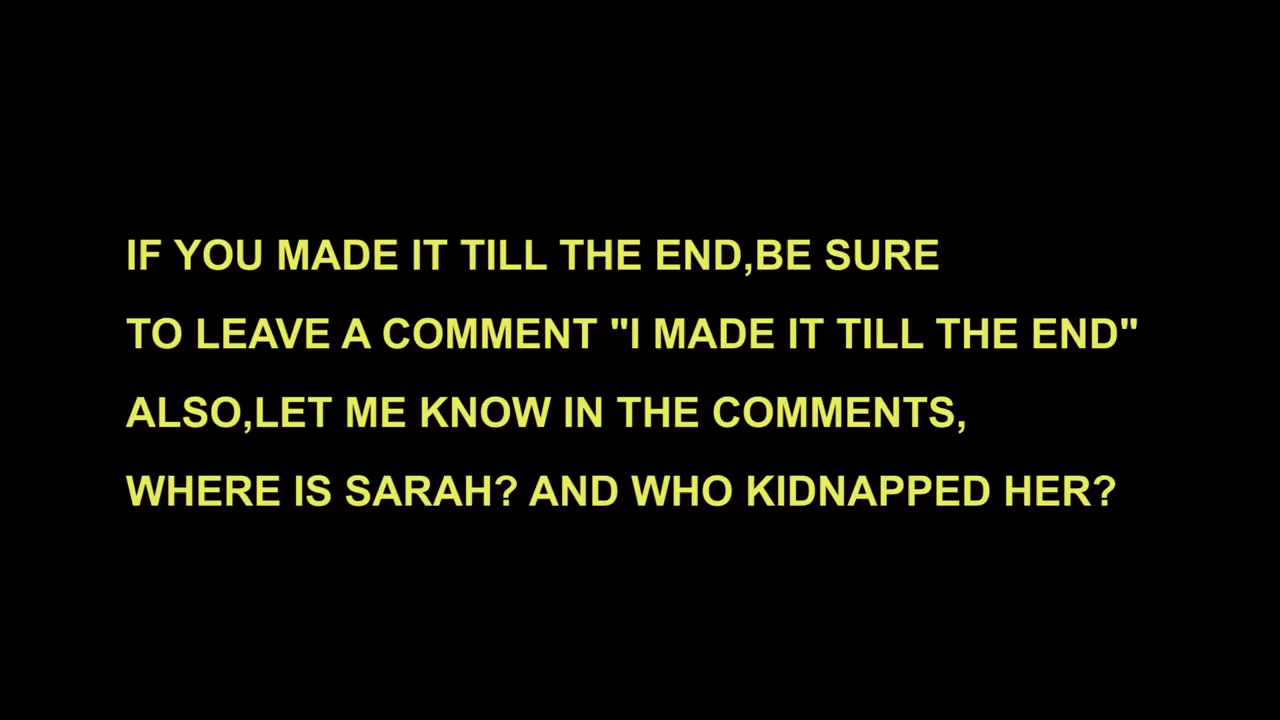 IF YOU MADE IT TILL THE END,BE SURE
TO LEAVE A COMMENT "I MADE IT TILL THE END"
ALSO,LET ME KNOW IN THE COMMENTS,
WHERE IS SARAH? AND WHO KIDNAPPED HER?